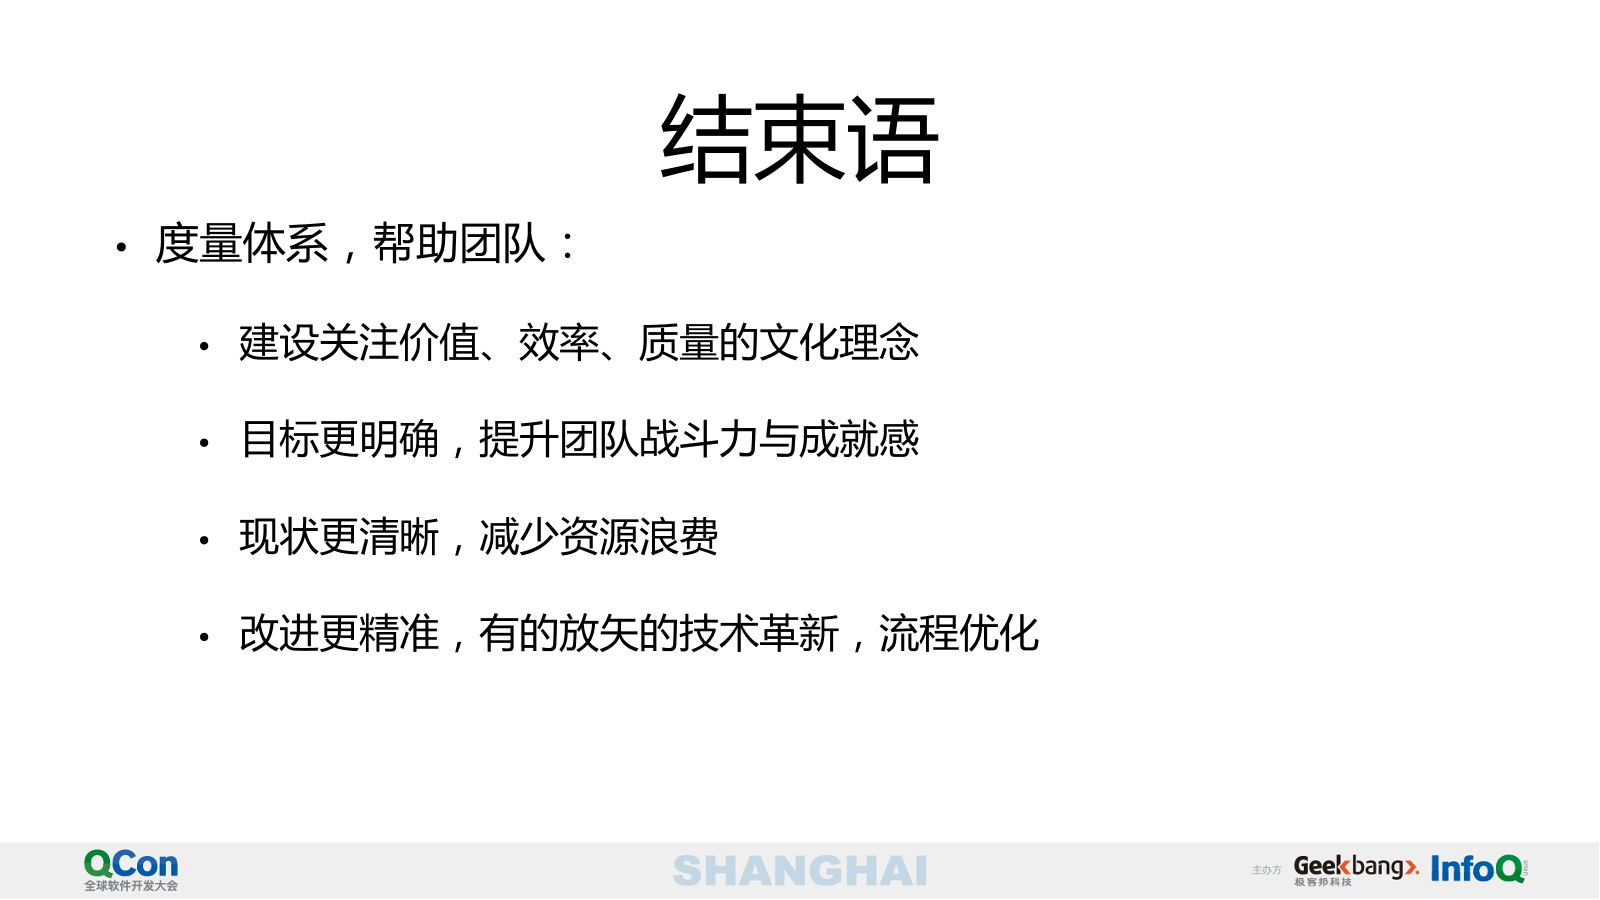 结束语
• 度量体系，帮助团队：
• 建设关注价值、效率、质量的文化理念
• 目标更明确，提升团队战斗力与成就感
• 现状更清晰，减少资源浪费
• 改进更精准，有的放矢的技术革新，流程优化
QCon
全球软件开发大会
SHANGHAI
主办方
Geekbang
极客邦科技
InfoQ